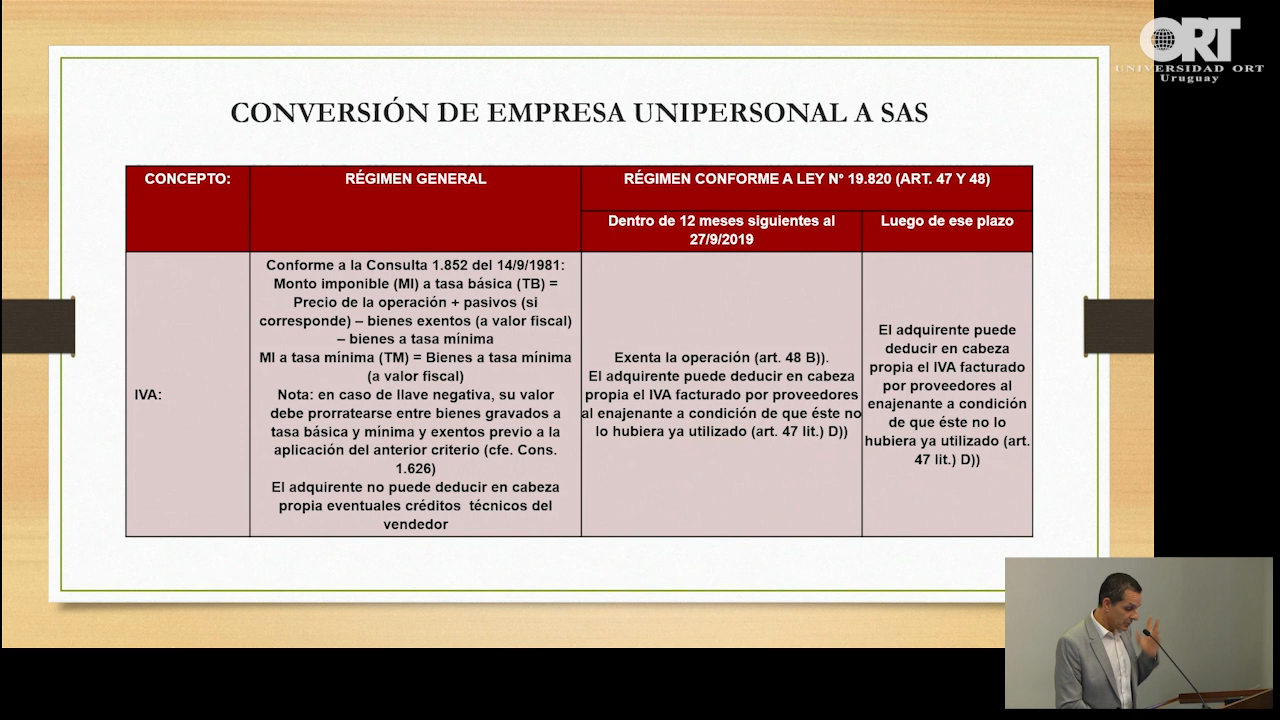 ORT
UNIVERSIDAD ORT
Uruguay
CONVERSIÓN DE EMPRESA UNIPERSONAL A SAS
CONCEPTO:
RÉGIMEN GENERAL
RÉGIMEN CONFORME A LEY N° 19.820 (ART. 47 Y 48)
Dentro de 12 meses siguientes al
27/9/2019
Luego de ese plazo
IVA:
Conforme a la Consulta 1.852 del 14/9/1981:
Monto imponible (MI) a tasa básica (TB) =
Precio de la operación + pasivos (si
corresponde) – bienes exentos (a valor fiscal)
– bienes a tasa mínima
MI a tasa mínima (TM) = Bienes a tasa mínima
(a valor fiscal)
Nota: en caso de llave negativa, su valor
debe prorratearse entre bienes gravados a
tasa básica y mínima y exentos previo a la
aplicación del anterior criterio (cfe. Cons.
1.626)
El adquirente no puede deducir en cabeza
propia eventuales créditos técnicos del
vendedor
Exenta la operación (art. 48 B)).
El adquirente puede deducir en cabeza
propia el IVA facturado por proveedores
al enajenante a condición de que éste no
lo hubiera ya utilizado (art. 47 lit.) D))
El adquirente puede
deducir en cabeza
propia el IVA facturado
por proveedores al
enajenante a condición
de que éste no lo
hubiera ya utilizado (art.
47 lit.) D))